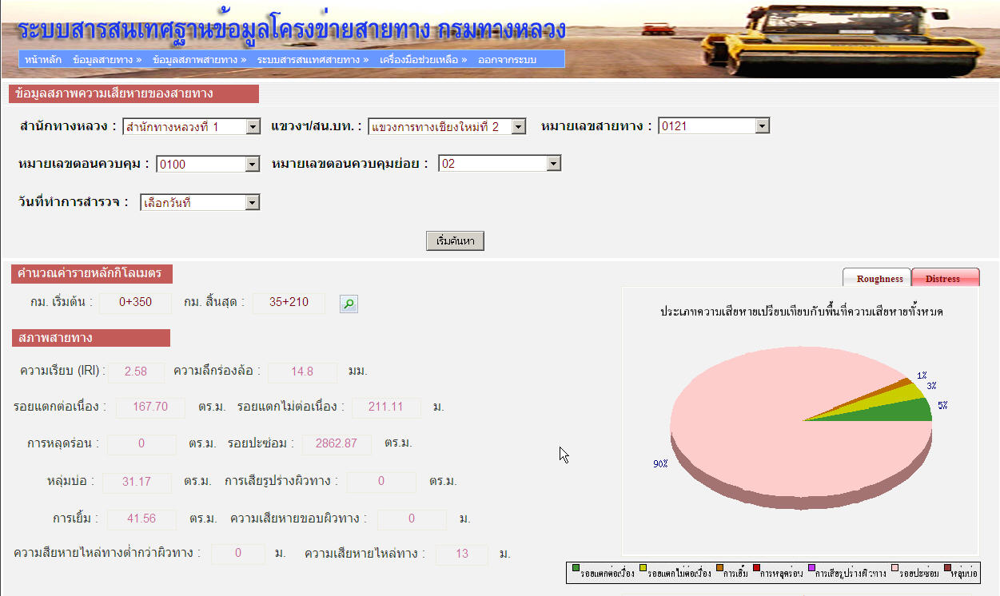 ระบบสารสนเทศฐานข้อมูลโครงข่ายสายทาง กรมทางหลวง
หน้าหลัก ข้อมูลสายทาง » ข้อมูลสภาพสายทาง » ระบบสารสนเทศสายทาง » เครื่องมือช่วยเหลือ » ออกจากระบบ
ข้อมูลสภาพความเสียหายของสายทาง
สำนักทางหลวง : สำนักทางหลวงที่ 1 แขวงฯ/สน.บท. : แขวงการทางเชียงใหม่ที่ 2 หมายเลขสายทาง : 0121
หมายเลขตอนควบคุม : 0100 หมายเลขตอนควบคุมย่อย : 02
วันที่ทำการสำรวจ : เลือกวันที่
เริ่มค้นหา
คำนวณค่ารายหลักกิโลเมตร
กม. เริ่มต้น : 0+350 กม. สิ้นสุด : 35+210
สภาพสายทาง
ความเรียบ (IRI) : 2.58 ความลึกร่องล้อ : 14.8 มม.
รอยแตกต่อเนื่อง : 167.70 ตร.ม. รอยแตกไม่ต่อเนื่อง : 211.11 ม.
การหลุดร่อน : 0 ตร.ม. รอยปะซ่อม : 2862.87 ตร.ม.
หลุ่มบ่อ : 31.17 ตร.ม. การเสียรูปร่างผิวทาง : 0 ตร.ม.
การเยิ้ม : 41.56 ตร.ม. ความเสียหายขอบผิวทาง : 0 ม.
ความสียหายไหล่ทางต่ำกว่าผิวทาง : 0 ม. ความเสียหายไหล่ทาง : 13 ม.
Roughness Distress
ประเภทความเสียหายเปรียบเทียบกับพื้นที่ความเสียหายทั้งหมด
1%
3%
5%
90%
รอยแตกต่อเนื่อง รอยแตกไม่ต่อเนื่อง การเยิ้ม การหลุดร่อน การเสียรูปร่างผิวทาง รอยปะซ่อม หลุ่มบ่อ